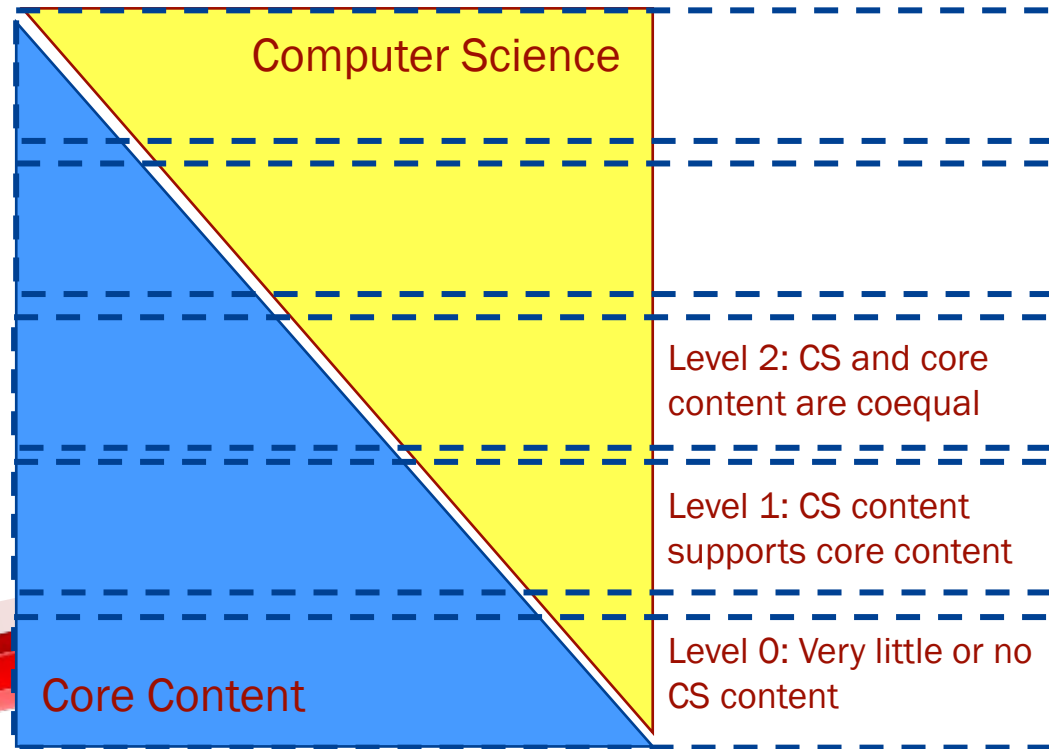 Computer Science
Level 2: CS and core
content are coequal
Level 1: CS content
supports core content
Level 0: Very little or no
CS content
Core Content